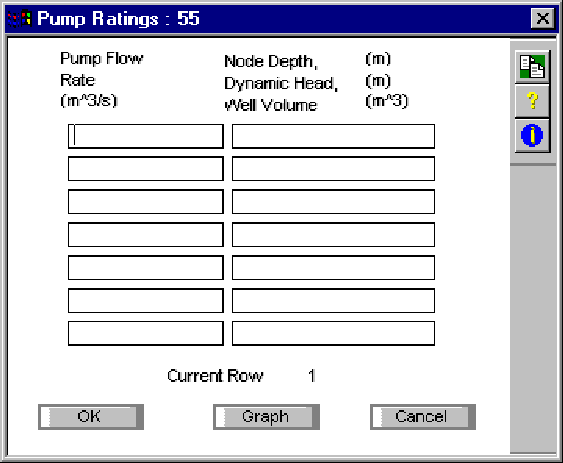 Pump Ratings : 55
Pump Flow
Rate
(m^3/s)
Node Depth, (m)
Dynamic Head, (m)
Well Volume (m^3)
?
i
Current Row 1
OK Graph Cancel